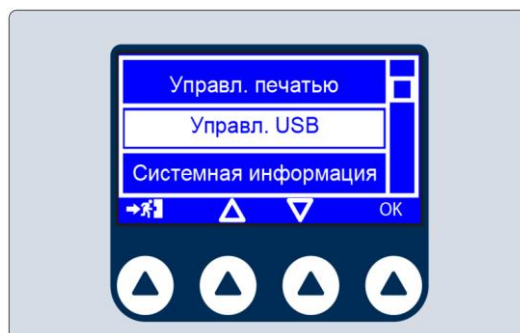 Управл. печатью
Управл. USB
Системная информация
OK